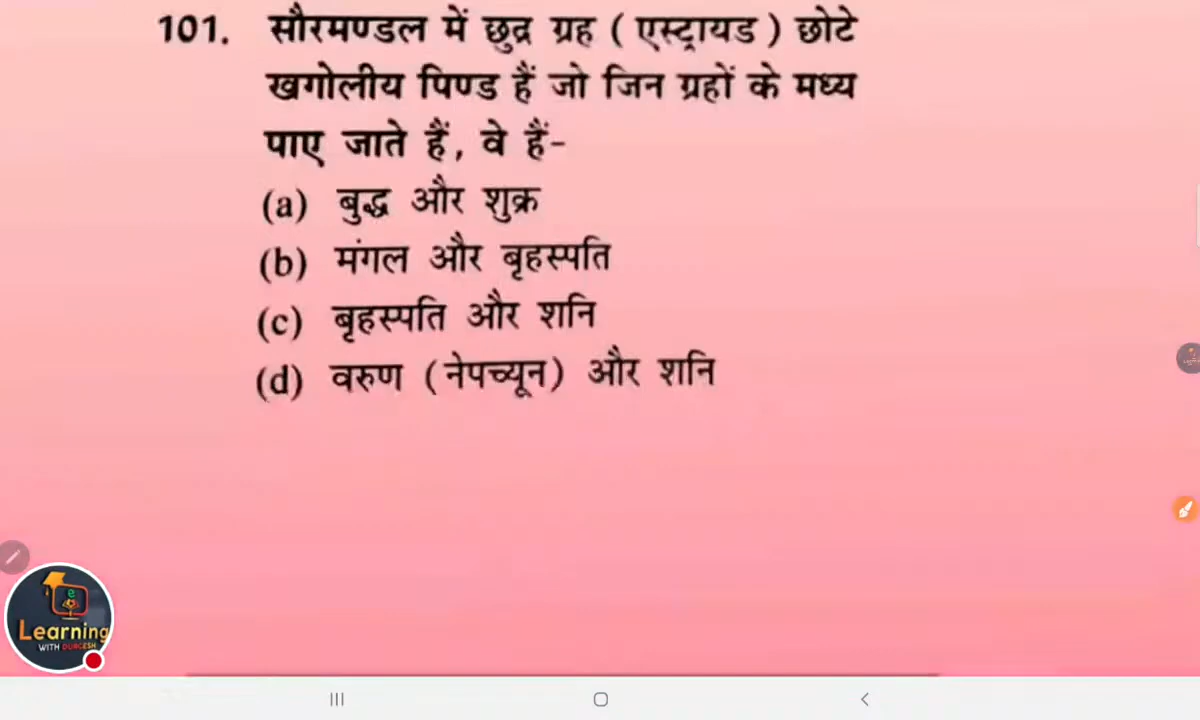 101. सौरमण्डल में छुद्र ग्रह ( एस्ट्रायड ) छोटे
खगोलीय पिण्ड हैं जो जिन ग्रहों के मध्य
पाए जाते हैं, वे हैं-
(a) बुद्ध और शुक्र
(b) मंगल और बृहस्पति
(c) बृहस्पति और शनि
(d) वरुण (नेपच्यून) और शनि
Learning
WITH DURGESH